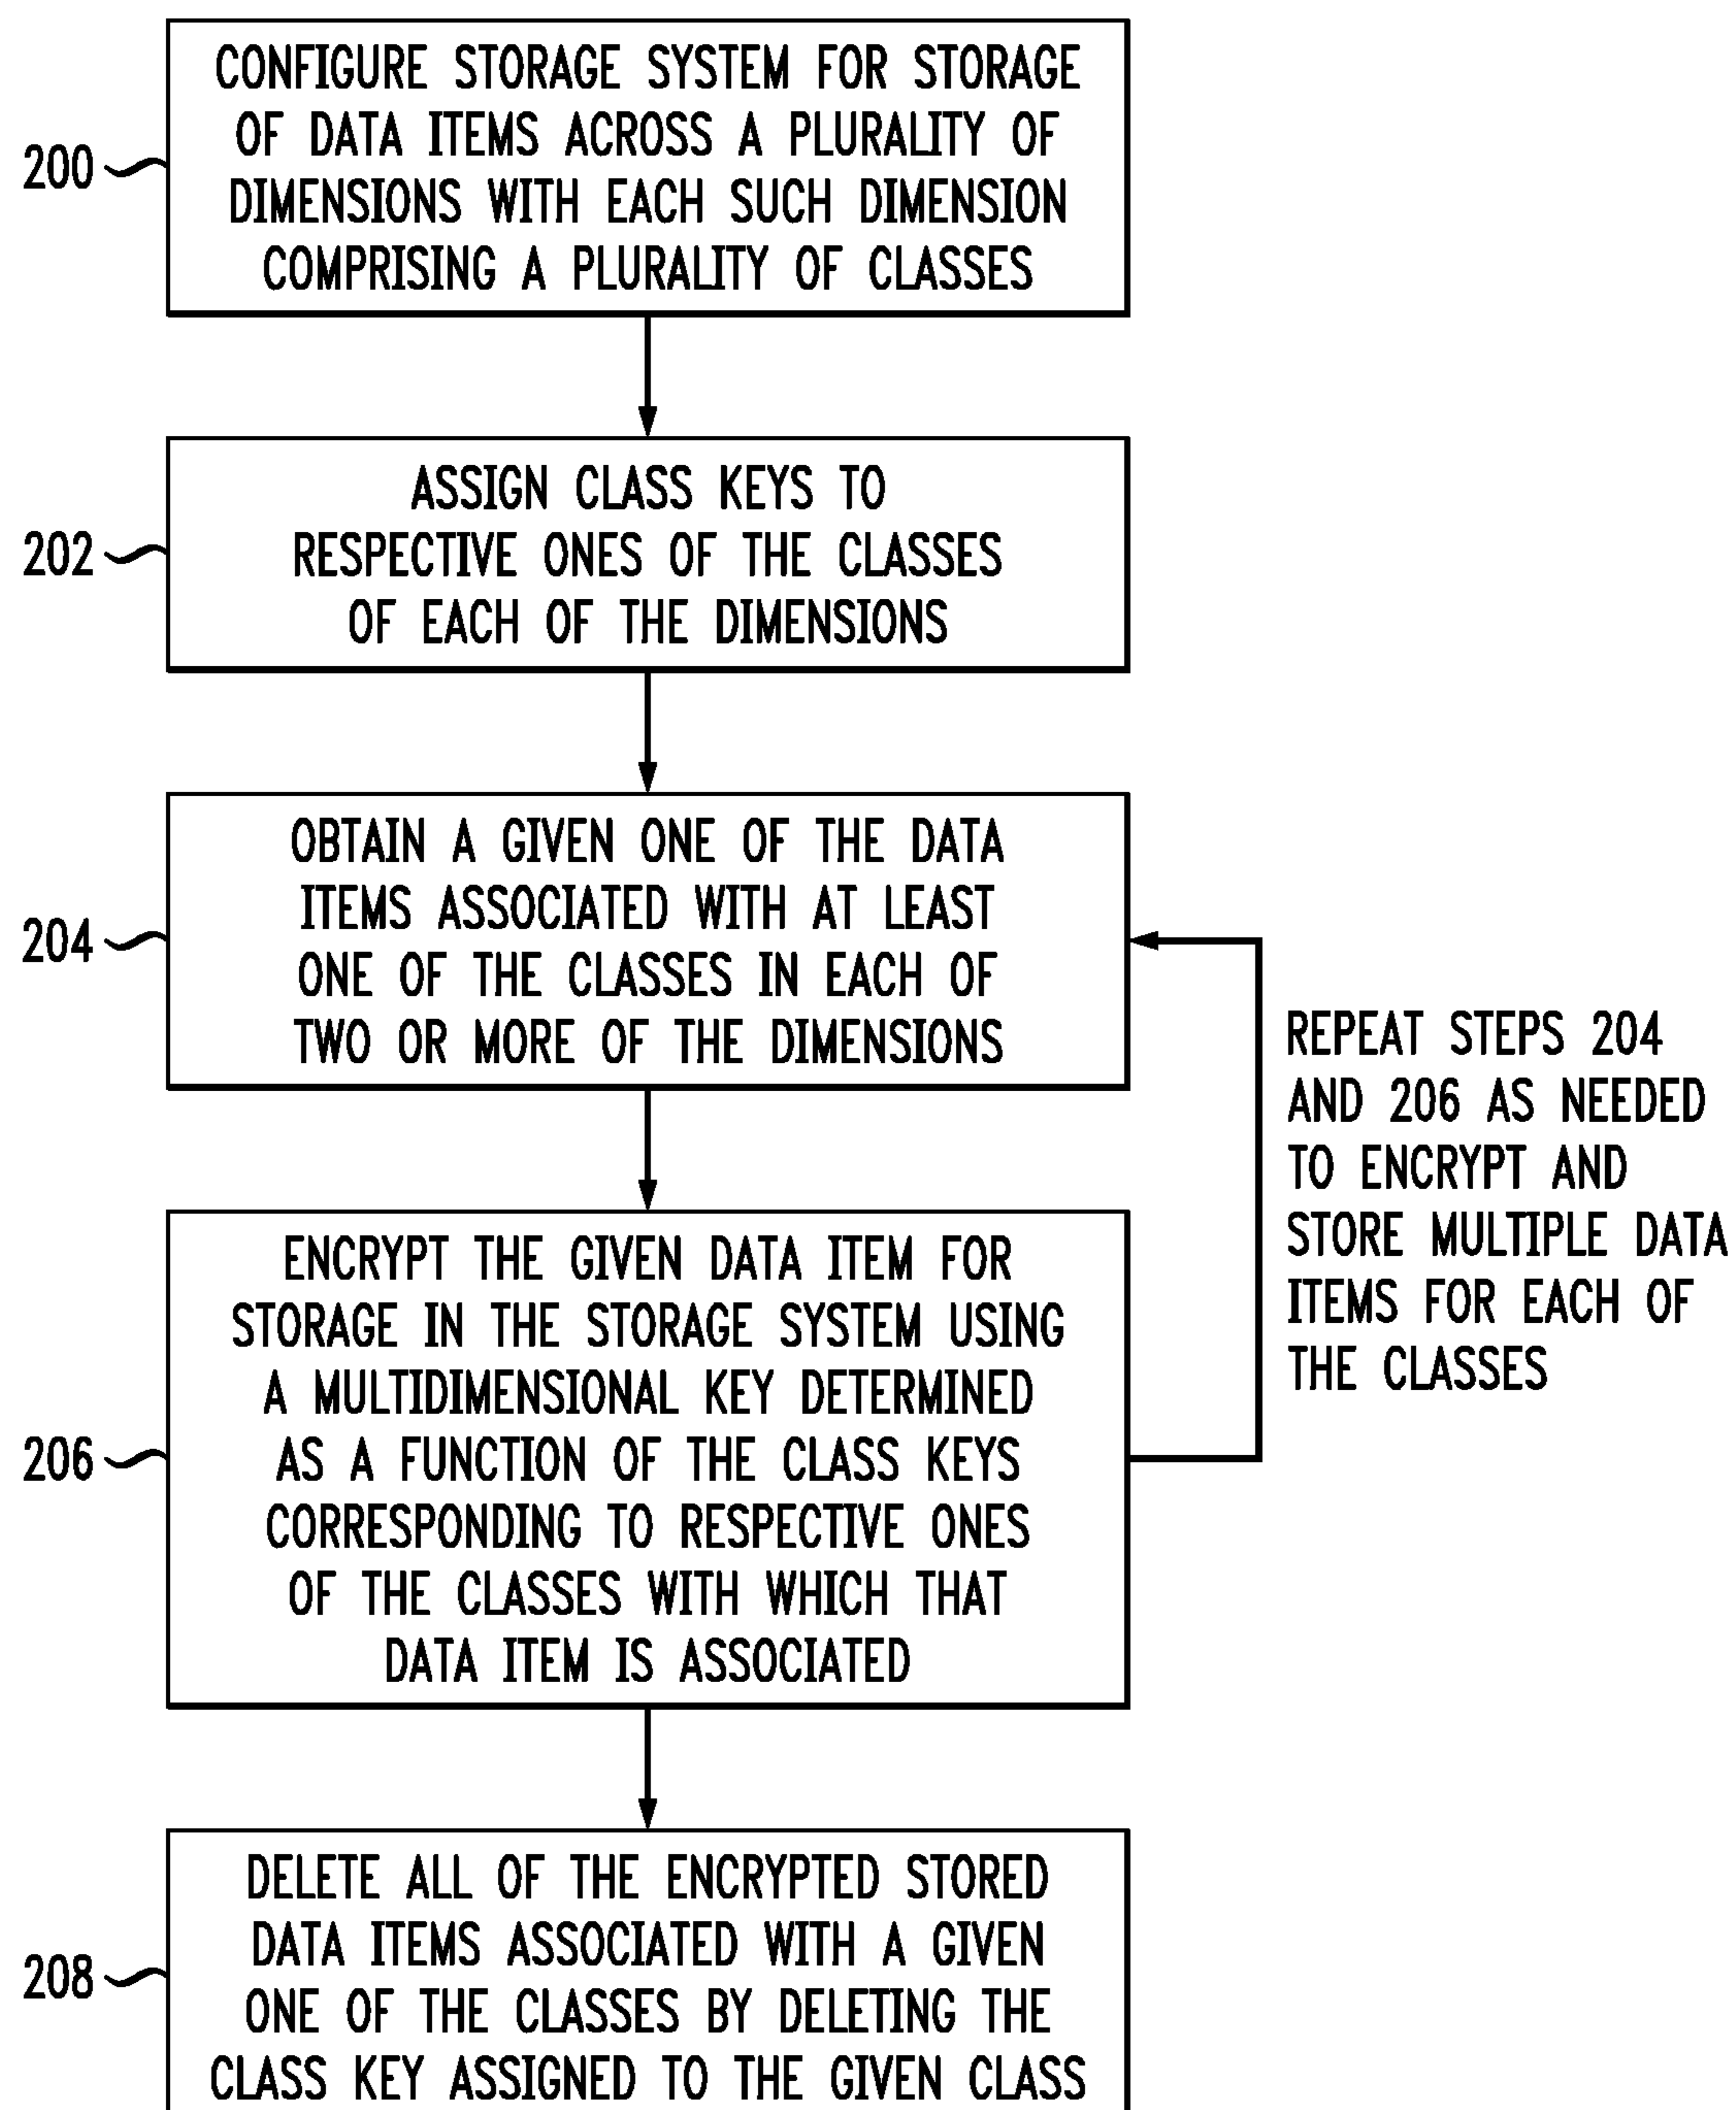 200
CONFIGURE STORAGE SYSTEM FOR STORAGE
OF DATA ITEMS ACROSS A PLURALITY OF
DIMENSIONS WITH EACH SUCH DIMENSION
COMPRISING A PLURALITY OF CLASSES
202
ASSIGN CLASS KEYS TO
RESPECTIVE ONES OF THE CLASSES
OF EACH OF THE DIMENSIONS
204
OBTAIN A GIVEN ONE OF THE DATA
ITEMS ASSOCIATED WITH AT LEAST
ONE OF THE CLASSES IN EACH OF
TWO OR MORE OF THE DIMENSIONS
REPEAT STEPS 204
AND 206 AS NEEDED
TO ENCRYPT AND
STORE MULTIPLE DATA
ITEMS FOR EACH OF
THE CLASSES
206
ENCRYPT THE GIVEN DATA ITEM FOR
STORAGE IN THE STORAGE SYSTEM USING
A MULTIDIMENSIONAL KEY DETERMINED
AS A FUNCTION OF THE CLASS KEYS
CORRESPONDING TO RESPECTIVE ONES
OF THE CLASSES WITH WHICH THAT
DATA ITEM IS ASSOCIATED
208
DELETE ALL OF THE ENCRYPTED STORED
DATA ITEMS ASSOCIATED WITH A GIVEN
ONE OF THE CLASSES BY DELETING THE
CLASS KEY ASSIGNED TO THE GIVEN CLASS